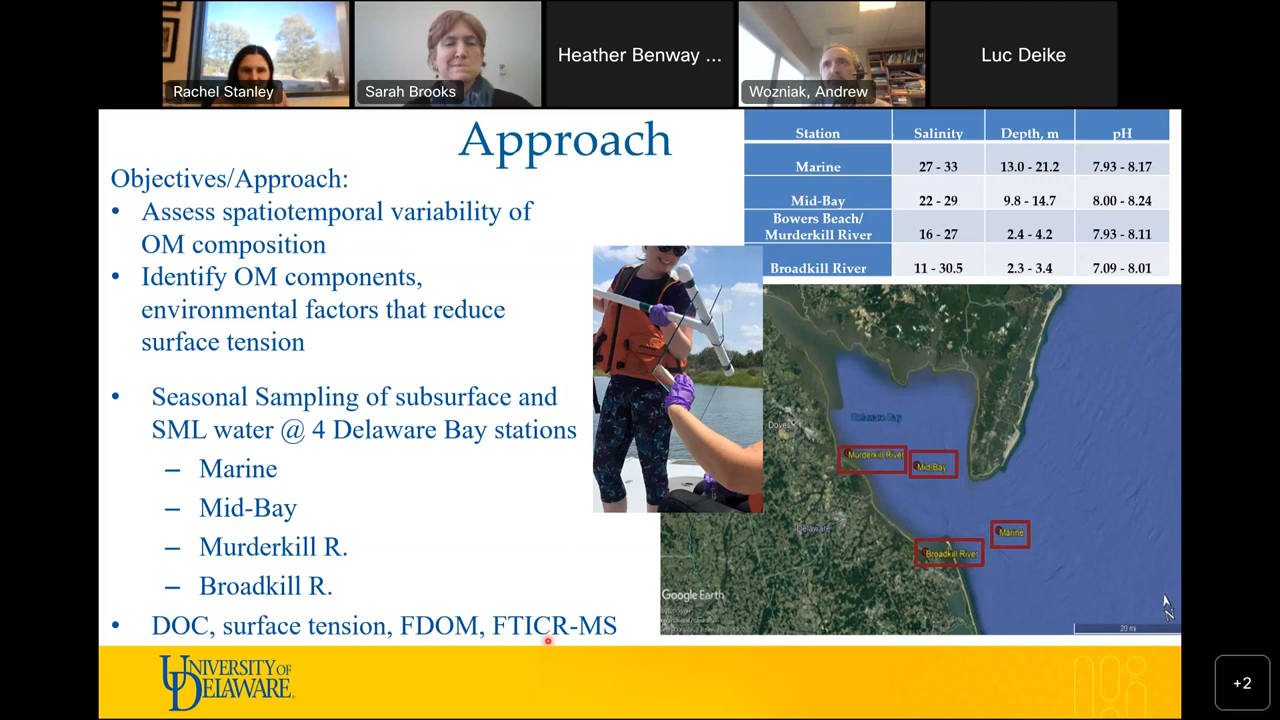 Rachel Stanley
Sarah Brooks
Heather Benway ...
Wozniak, Andrew
Luc Deike
Approach
Objectives/Approach:
• Assess spatiotemporal variability of
OM composition
• Identify OM components,
environmental factors that reduce
surface tension
• Seasonal Sampling of subsurface and
SML water @ 4 Delaware Bay stations
– Marine
– Mid-Bay
– Murderkill R.
– Broadkill R.
• DOC, surface tension, FDOM, FTICR-MS
Station Salinity Depth, m pH
Marine 27 - 33 13.0 - 21.2 7.93 - 8.17
Mid-Bay 22 - 29 9.8 - 14.7 8.00 - 8.24
Bowers Beach/
Murderkill River 16 - 27 2.4 - 4.2 7.93 - 8.11
Broadkill River 11 - 30.5 2.3 - 3.4 7.09 - 8.01
Delaware Bay
Murderkill River
Mid-Bay
Marine
Delaware
Broadkill River
Google Earth
N
20 mi
UNIVERSITY OF
DELAWARE
+2